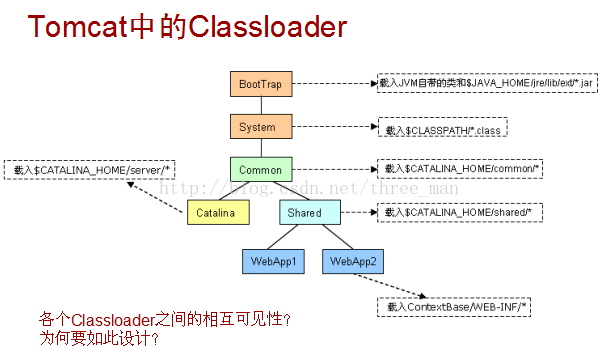 Tomcat中的Classloader
BootTrap
载入JVM自带的类和$JAVA_HOME/jre/lib/ext/*.jar
System
载入$CLASSPATH/*.class
载入$CATALINA_HOME/server/*
Common
载入$CATALINA_HOME/common/*
http://blog.csdn.net/three_man
Catalina
Shared
载入$CATALINA_HOME/shared/*
WebApp1
WebApp2
载入ContextBase/WEB-INF/*
各个Classloader之间的相互可见性?
为何要如此设计?